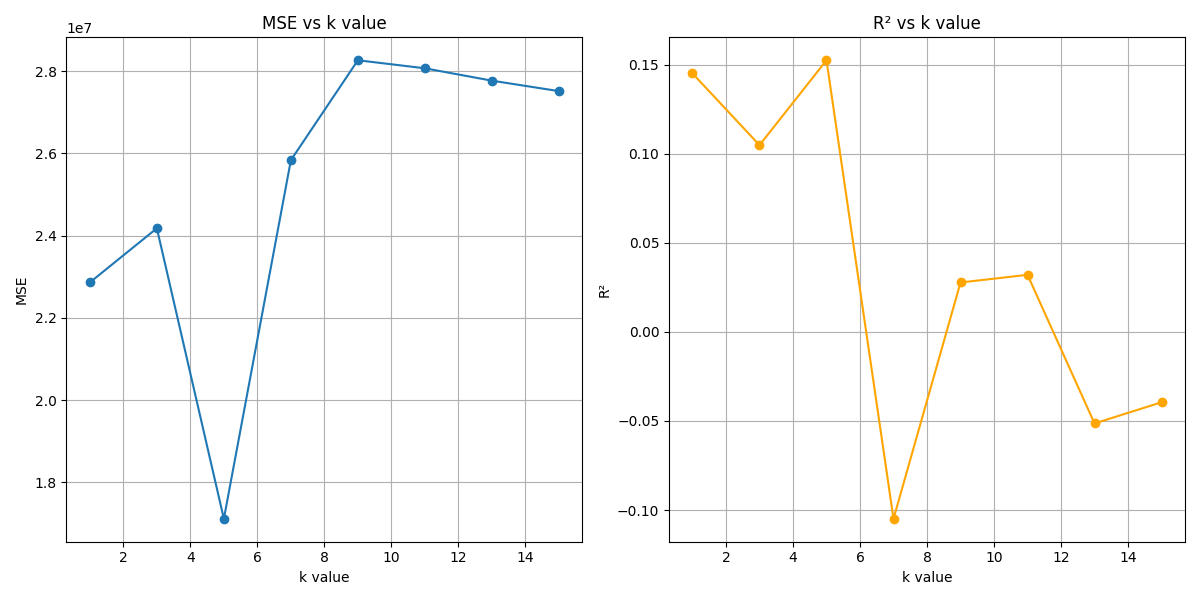 MSE vs k value
1e7
2.8
2.6
2.4
2.2
2.0
1.8
MSE
2 4 6 8 10 12 14
k value
R² vs k value
0.15
0.10
0.05
0.00
−0.05
−0.10
R²
2 4 6 8 10 12 14
k value